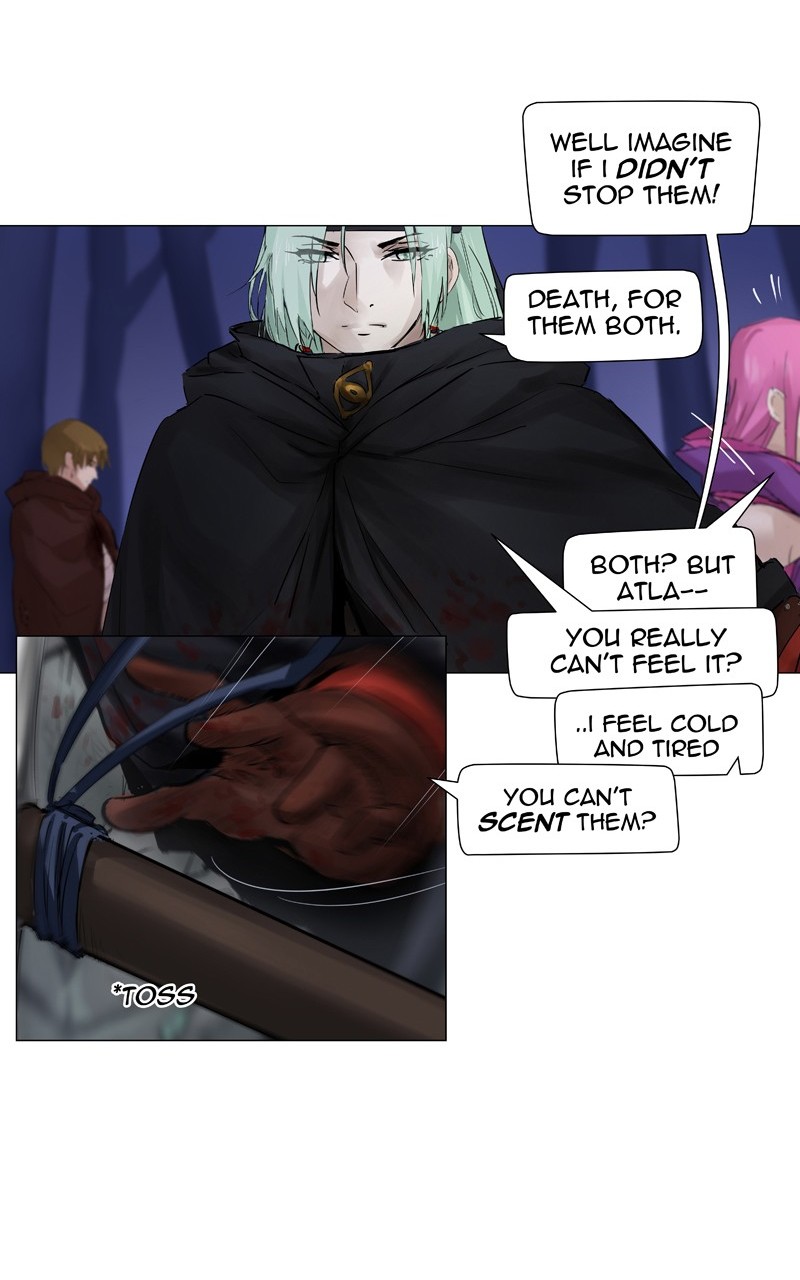 WELL IMAGINE
IF I DIDN'T
STOP THEM!
DEATH, FOR
THEM BOTH.
BOTH? BUT
ATLA--
YOU REALLY
CAN'T FEEL IT?
..I FEEL COLD
AND TIRED
YOU CAN'T
SCENT THEM?
*TOSS